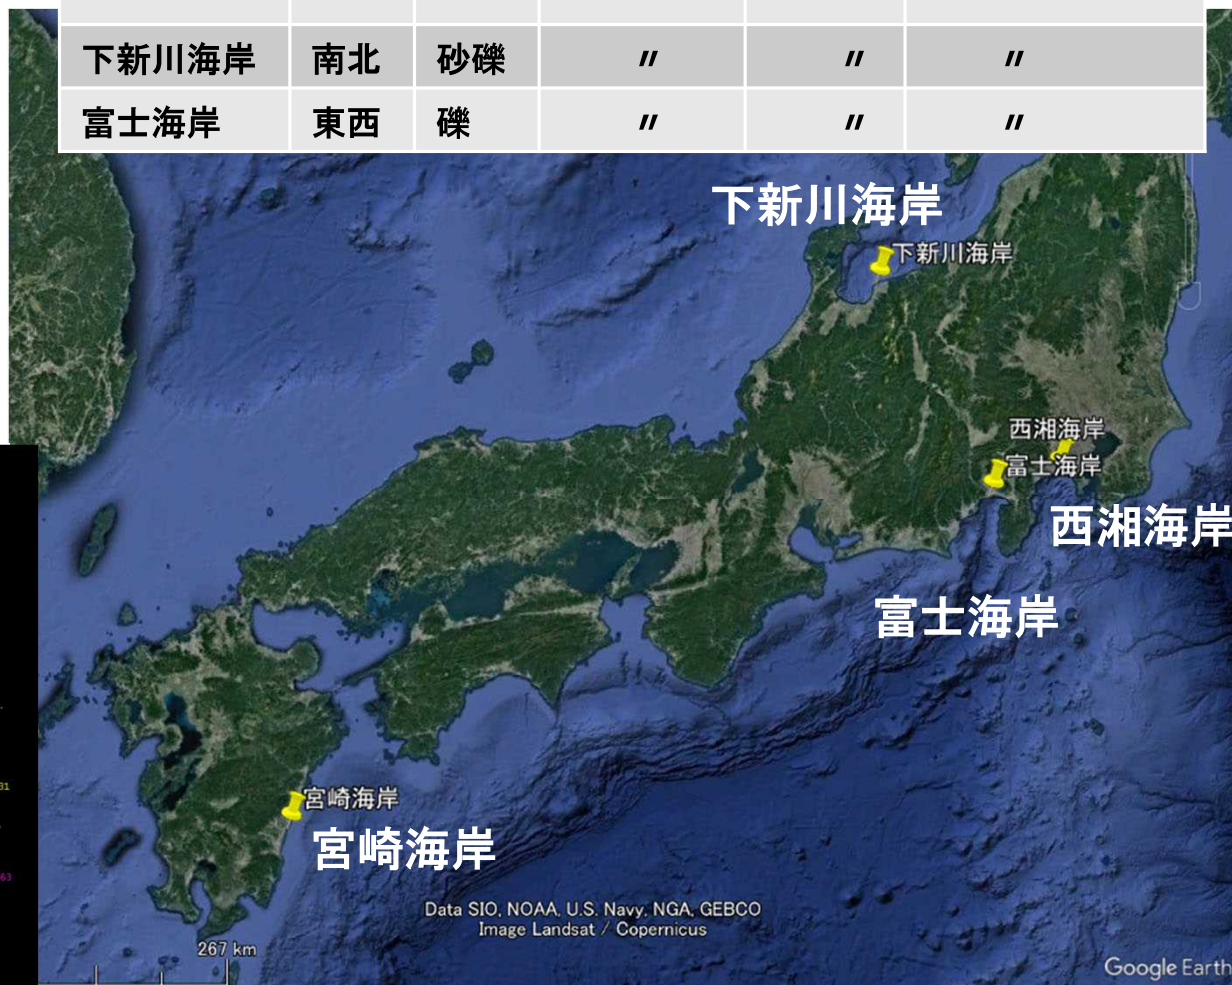 下新川海岸 南北 砂礫 〃 〃 〃
富士海岸 東西 礫 〃 〃 〃
下新川海岸
下新川海岸
西湘海岸
富士海岸
西湘海岸
富士海岸
宮崎海岸
宮崎海岸
Data SIO, NOAA, U.S. Navy, NGA, GEBCO
Image Landsat / Copernicus
267 km
Google Earth
31
63